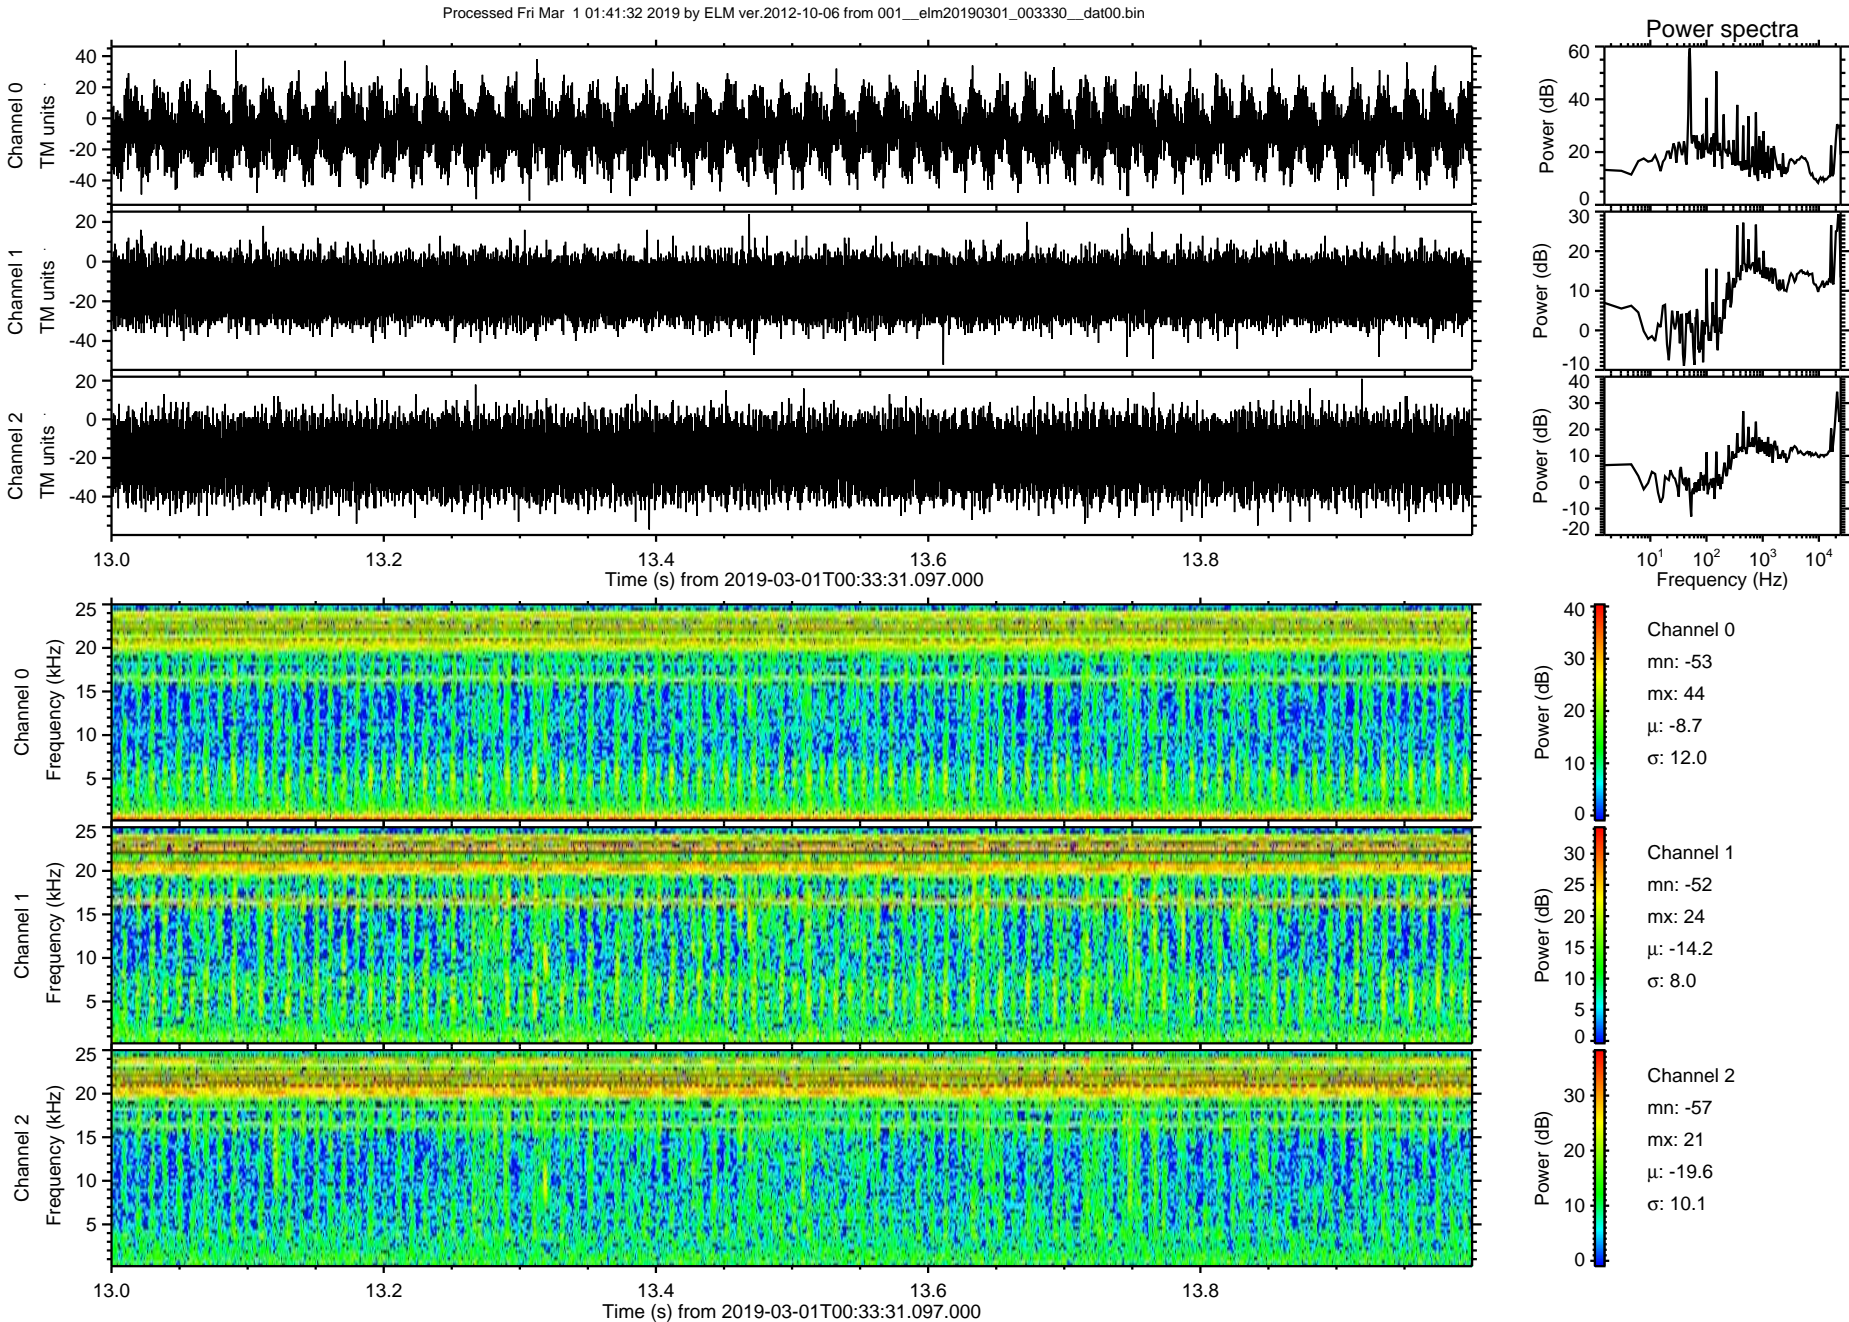 Processed Fri Mar  1 01:41:32 2019 by ELM ver.2012-10-06 from 001__elm20190301_003330__dat00.bin
Power spectra
Channel 0
TM units
40
20
0
-20
-40
Power (dB)
60
40
20
0
Channel 1
TM units
20
0
-20
-40
Power (dB)
30
20
10
0
-10
Channel 2
TM units
20
0
-20
-40
Power (dB)
40
30
20
10
0
-10
-20
13.0 13.2 13.4 13.6 13.8
Time (s) from 2019-03-01T00:33:31.097.000
10^1 10^2 10^3 10^4
Frequency (Hz)
Channel 0
Frequency (kHz)
25
20
15
10
5
Power (dB)
40
30
20
10
0
Channel 0
mn: -53
mx: 44
μ: -8.7
σ: 12.0
Channel 1
Frequency (kHz)
25
20
15
10
5
Power (dB)
30
25
20
15
10
5
0
Channel 1
mn: -52
mx: 24
μ: -14.2
σ: 8.0
Channel 2
Frequency (kHz)
25
20
15
10
5
Power (dB)
30
20
10
0
Channel 2
mn: -57
mx: 21
μ: -19.6
σ: 10.1
13.0 13.2 13.4 13.6 13.8
Time (s) from 2019-03-01T00:33:31.097.000